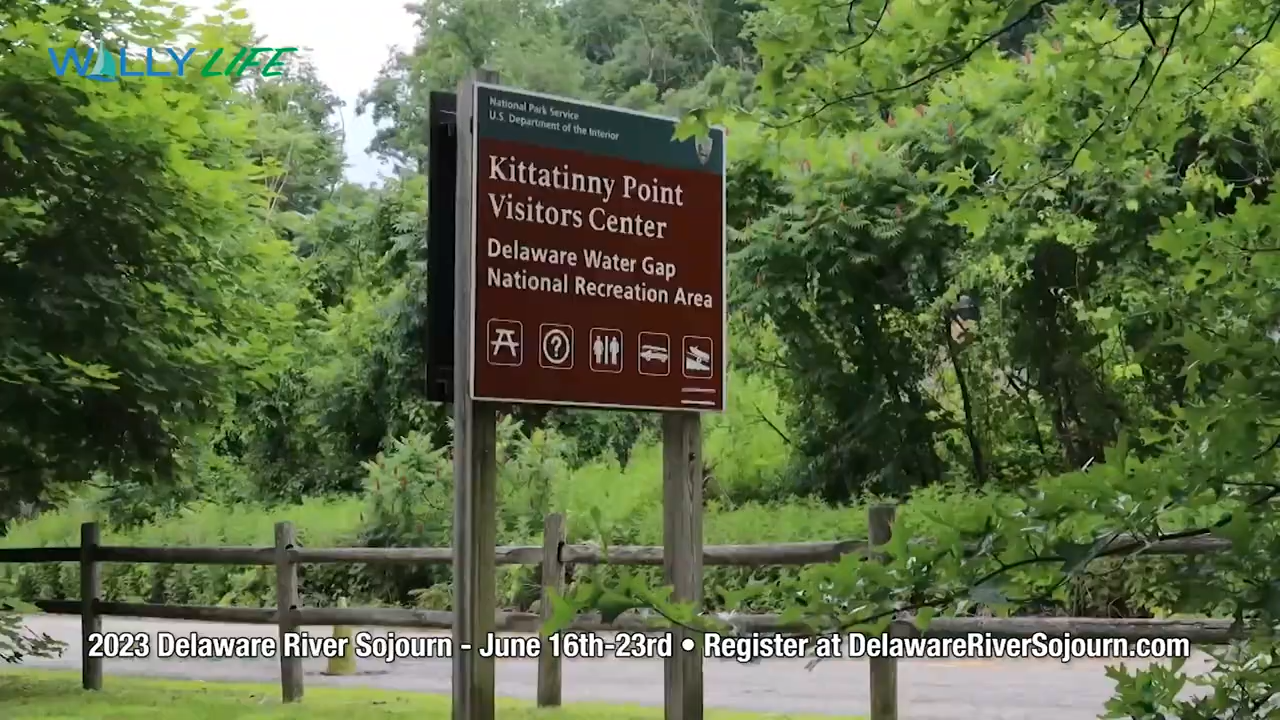 WALLY LIFE
National Park Service
U.S. Department of the Interior
Kittatinny Point
Visitors Center
Delaware Water Gap
National Recreation Area
?
2023 Delaware River Sojourn - June 16th-23rd • Register at DelawareRiverSojourn.com